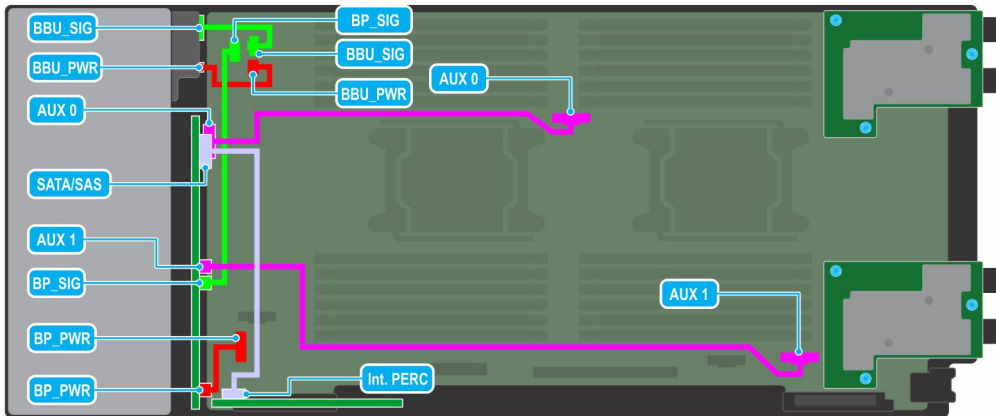 BBU_SIG
BP_SIG
BBU_SIG
BBU_PWR
BBU_PWR
AUX 0
AUX 0
SATA/SAS
AUX 1
BP_SIG
AUX 1
BP_PWR
BP_PWR
Int. PERC